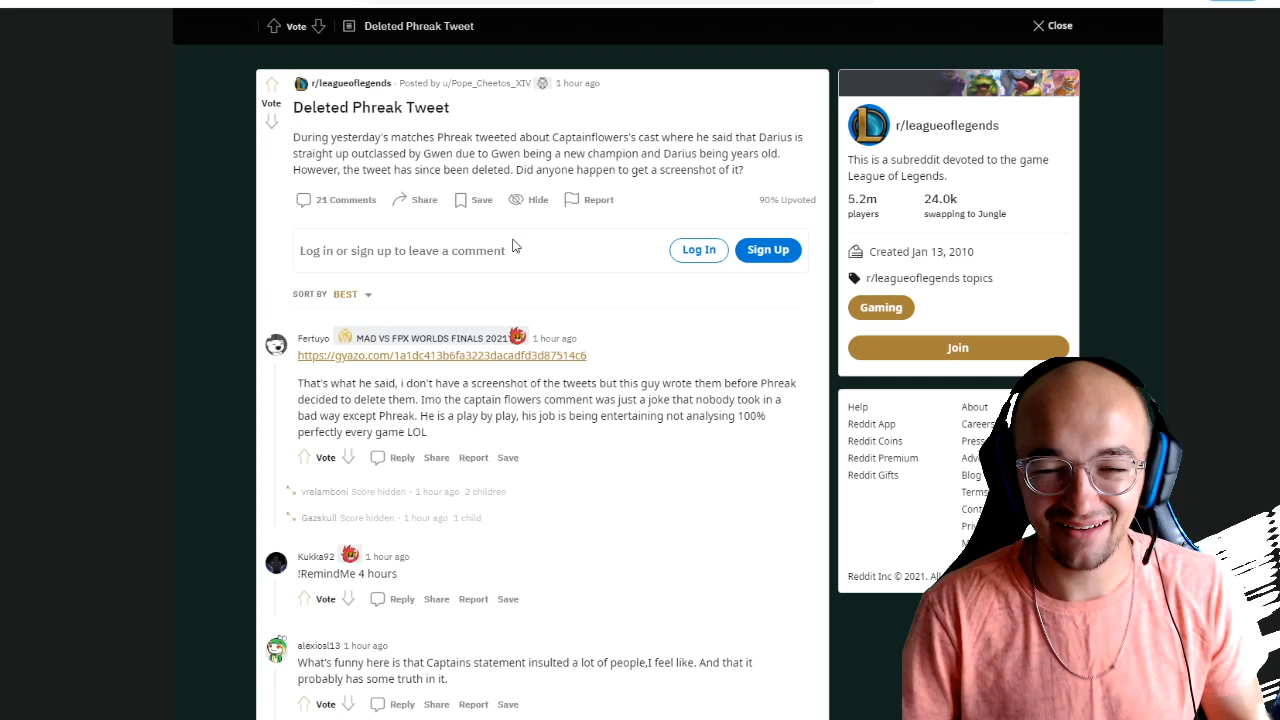 Vote
Deleted Phreak Tweet
Close
r/leagueoflegends · Posted by u/Pope_Cheetos_XIV 1 hour ago
Vote
Deleted Phreak Tweet
During yesterday's matches Phreak tweeted about Captainflowers's cast where he said that Darius is
straight up outclassed by Gwen due to Gwen being a new champion and Darius being years old.
However, the tweet has since been deleted. Did anyone happen to get a screenshot of it?
21 Comments Share Save Hide Report 90% Upvoted
Log in or sign up to leave a comment Log In Sign Up
SORT BY BEST
Fertuyo MAD VS FPX WORLDS FINALS 2021 1 hour ago
https://gyazo.com/1a1dc413b6fa3223dacadfd3d87514c6
That's what he said, i don't have a screenshot of the tweets but this guy wrote them before Phreak
decided to delete them. Imo the captain flowers comment was just a joke that nobody took in a
bad way except Phreak. He is a play by play, his job is being entertaining not analysing 100%
perfectly every game LOL
Vote Reply Share Report Save
vrelamboni Score hidden · 1 hour ago 2 children
Gazskull Score hidden · 1 hour ago 1 child
Kukka92 1 hour ago
!RemindMe 4 hours
Vote Reply Share Report Save
alexiosl13 1 hour ago
What's funny here is that Captains statement insulted a lot of people,I feel like. And that it
probably has some truth in it.
Vote Reply Share Report Save
r/leagueoflegends
This is a subreddit devoted to the game
League of Legends.
5.2m 24.0k
players swapping to Jungle
Created Jan 13, 2010
r/leagueoflegends topics
Gaming
Join
Help About
Reddit App Careers
Reddit Coins Press
Reddit Premium Adv
Reddit Gifts Blog
Terms
Cont
Priv
M
Reddit Inc © 2021. All